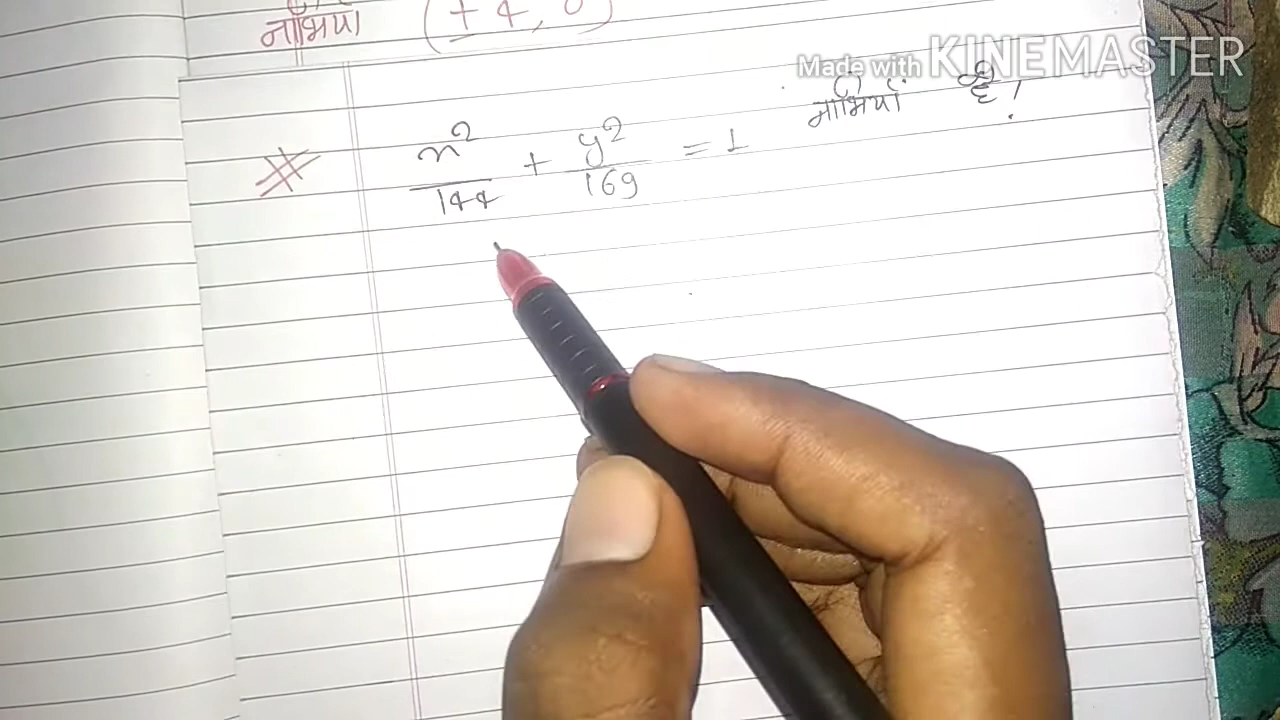 नाभियाँ (± 4, 0)
Made with KINEMASTER
x²/144 + y²/169 = 1 नाभियाँ है।